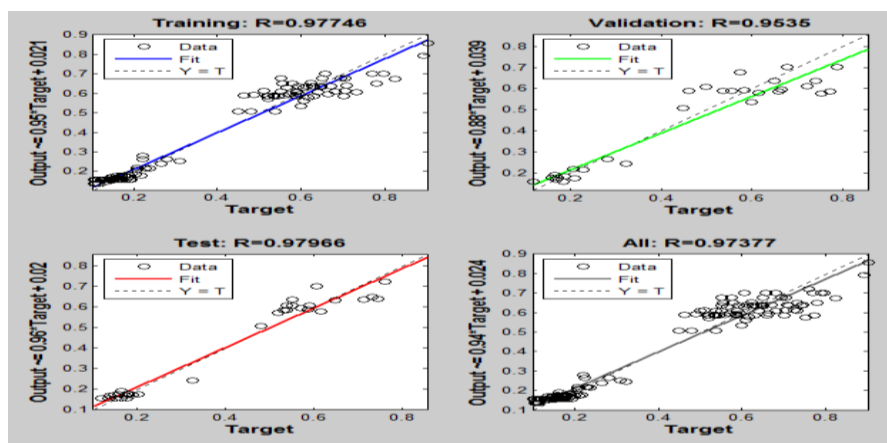 Training: R=0.97746
Output ~= 0.95*Target + 0.021
0.9
0.8
0.7
0.6
0.5
0.4
0.3
0.2
Data
Fit
Y = T
0.2
0.4
0.6
0.8
Target
Validation: R=0.9535
Output ~= 0.88*Target + 0.039
0.8
0.7
0.6
0.5
0.4
0.3
0.2
Data
Fit
Y = T
0.2
0.4
0.6
0.8
Target
Test: R=0.97966
Output ~= 0.96*Target + 0.02
0.8
0.7
0.6
0.5
0.4
0.3
0.2
0.1
Data
Fit
Y = T
0.2
0.4
0.6
0.8
Target
All: R=0.97377
Output ~= 0.94*Target + 0.024
0.9
0.8
0.7
0.6
0.5
0.4
0.3
0.2
0.1
Data
Fit
Y = T
0.2
0.4
0.6
0.8
Target